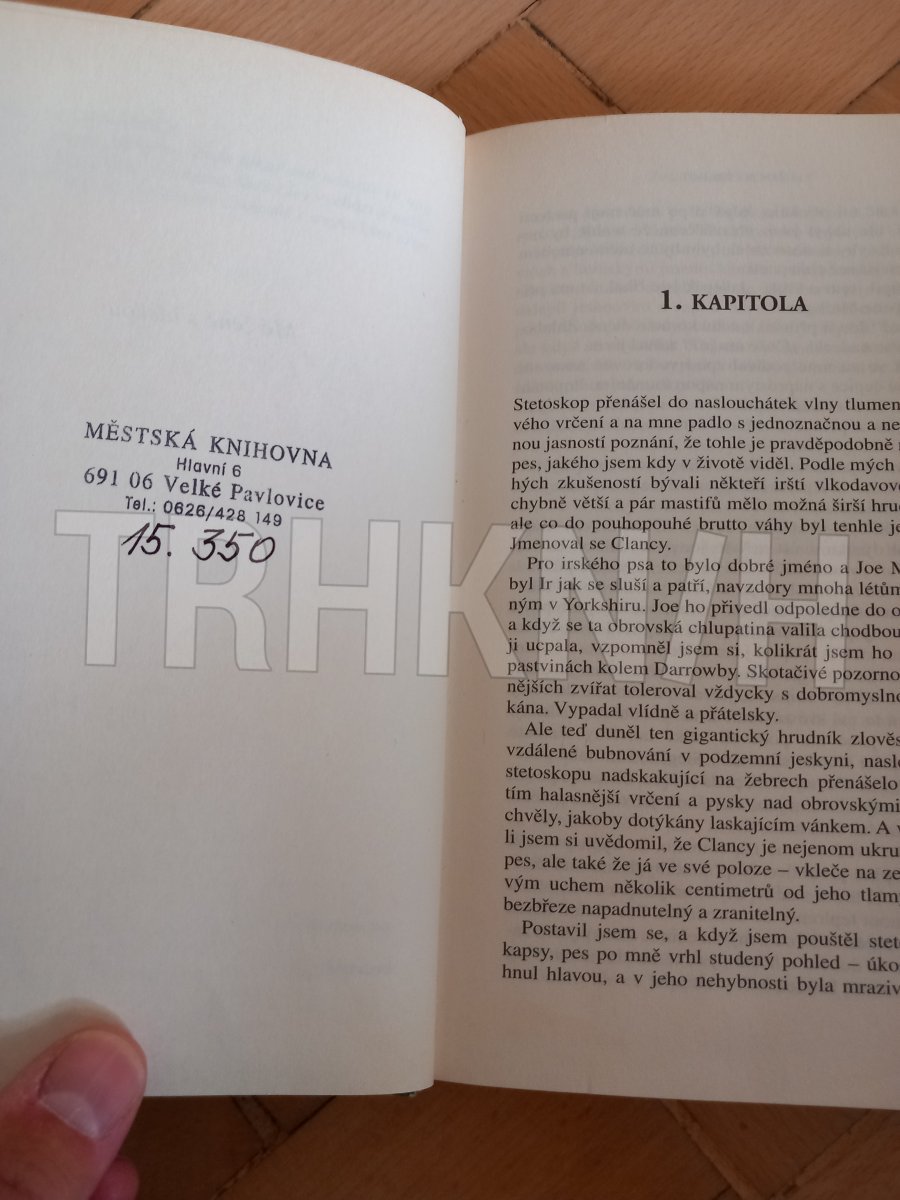 MĚSTSKÁ KNIHOVNA
Hlavní 6
691 06 Velké Pavlovice
Tel.: 0626/428 149
15. 350
TRHKNIH
1. KAPITOLA
Stetoskop přenášel do naslouchátek vlny tlumen
vého vrčení a na mne padlo s jednoznačnou a ne
nou jasností poznání, že tohle je pravděpodobně
pes, jakého jsem kdy v životě viděl. Podle mých
hých zkušeností bývali někteří irští vlkodavové
chybně větší a pár mastifů mělo možná širší hruď
ale co do pouhopouhé brutto váhy byl tenhle je
Jmenoval se Clancy.
Pro irského psa to bylo dobré jméno a Joe
byl Ir jak se sluší a patří, navzdory mnoha létům
ným v Yorkshiru. Joe ho přivedl odpoledne do o
a když se ta obrovská chlupatina valila chodbou
ji ucpala, vzpomněl jsem si, kolikrát jsem ho
pastvinách kolem Darrowby. Skotačivé pozorno
nějších zvířat toleroval vždycky s dobromyslno
kána. Vypadal vlídně a přátelsky.
Ale teď duněl ten gigantický hrudník zlověs
vzdálené bubnování v podzemní jeskyni, naslo
stetoskopu nadskakující na žebrech přenášelo
tím halasnější vrčení a pysky nad obrovskými
chvěly, jakoby dotýkány laskajícím vánkem. A v
li jsem si uvědomil, že Clancy je nejenom ukru
pes, ale také že já ve své poloze – vkleče na ze
vým uchem několik centimetrů od jeho tlam
bezbřeze napadnutelný a zranitelný.
Postavil jsem se, a když jsem pouštěl stet
kapsy, pes po mně vrhl studený pohled – úko
hnul hlavou, a v jeho nehybnosti byla mraziv